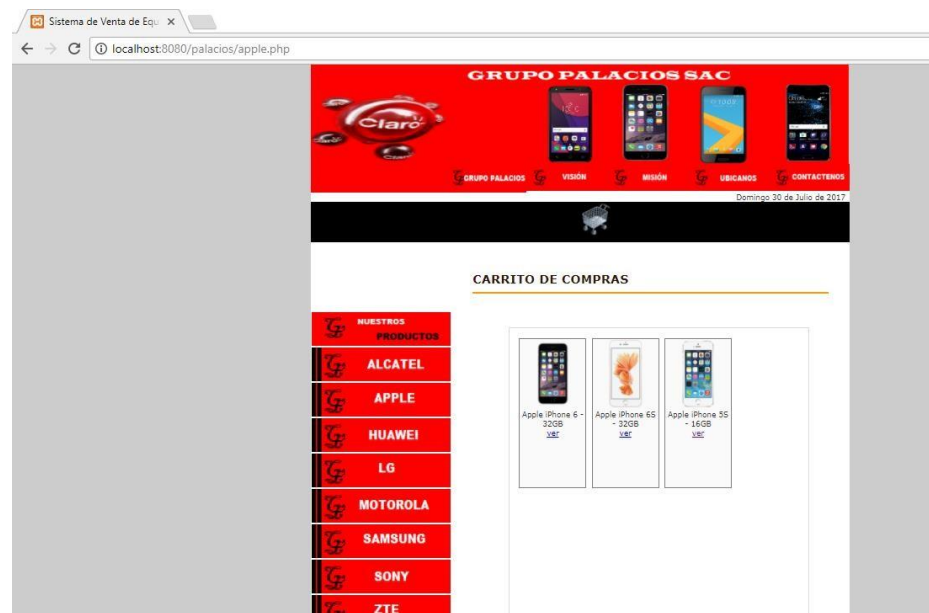 Sistema de Venta de Equ
localhost:8080/palacios/apple.php
GRUPO PALACIOS SAC
Claro
GRUPO PALACIOS
VISIÓN
MISIÓN
UBICANOS
CONTACTENOS
Domingo 30 de Julio de 2017
CARRITO DE COMPRAS
NUESTROS
PRODUCTOS
ALCATEL
APPLE
HUAWEI
LG
MOTOROLA
SAMSUNG
SONY
ZTE
Apple iPhone 6 -
32GB
ver
Apple iPhone 6S
- 32GB
ver
Apple iPhone 5S
- 16GB
ver